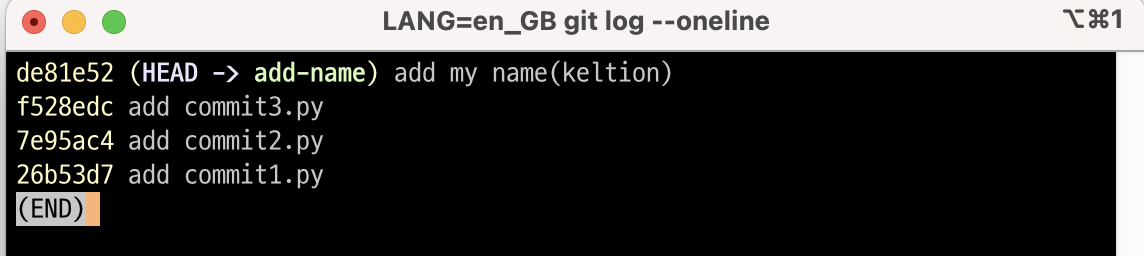 LANG=en_GB git log --oneline
⌥⌘1
de81e52 (HEAD -> add-name) add my name(keltion)
f528edc add commit3.py
7e95ac4 add commit2.py
26b53d7 add commit1.py
(END)